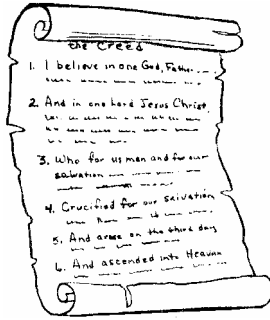 the Creed
1. I believe in one God, Father
2. And in one Lord Jesus Christ,
3. Who for us men and for our
salvation
4. Crucified for our salvation
5. And arose on the third day
6. And ascended into Heaven